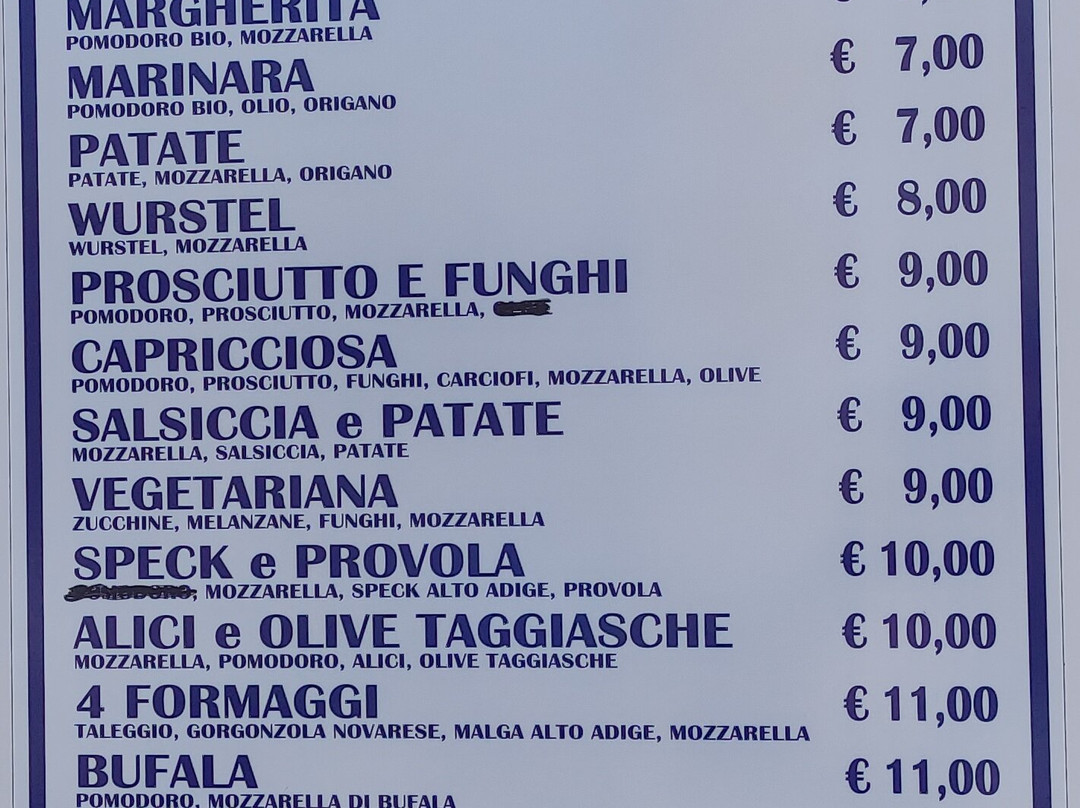 MARGHERITA
POMODORO BIO, MOZZARELLA
MARINARA € 7,00
POMODORO BIO, OLIO, ORIGANO
PATATE € 7,00
PATATE, MOZZARELLA, ORIGANO
WURSTEL € 8,00
WURSTEL, MOZZARELLA
PROSCIUTTO E FUNGHI € 9,00
POMODORO, PROSCIUTTO, MOZZARELLA,
CAPRICCIOSA € 9,00
POMODORO, PROSCIUTTO, FUNGHI, CARCIOFI, MOZZARELLA, OLIVE
SALSICCIA e PATATE € 9,00
MOZZARELLA, SALSICCIA, PATATE
VEGETARIANA € 9,00
ZUCCHINE, MELANZANE, FUNGHI, MOZZARELLA
SPECK e PROVOLA € 10,00
MOZZARELLA, SPECK ALTO ADIGE, PROVOLA
ALICI e OLIVE TAGGIASCHE € 10,00
MOZZARELLA, POMODORO, ALICI, OLIVE TAGGIASCHE
4 FORMAGGI € 11,00
TALEGGIO, GORGONZOLA NOVARESE, MALGA ALTO ADIGE, MOZZARELLA
BUFALA € 11,00
POMODORO, MOZZARELLA DI BUFALA